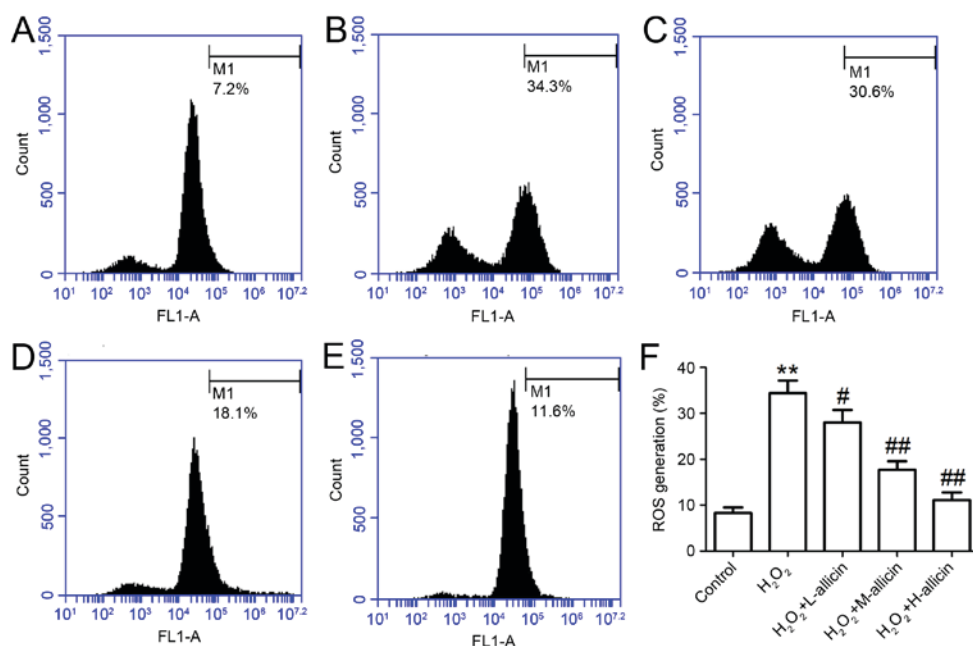 A
1,500
1,000
500
0
Count
M1
7.2%
10¹ 10² 10³ 10⁴ 10⁵ 10⁶ 10⁷·²
FL1-A
B
1,500
1,000
500
0
Count
M1
34.3%
10¹ 10² 10³ 10⁴ 10⁵ 10⁶ 10⁷·²
FL1-A
C
1,500
1,000
500
0
Count
M1
30.6%
10¹ 10² 10³ 10⁴ 10⁵ 10⁶ 10⁷·²
FL1-A
D
1,500
1,000
500
0
Count
M1
18.1%
10¹ 10² 10³ 10⁴ 10⁵ 10⁶ 10⁷·²
FL1-A
E
1,500
1,000
500
0
Count
M1
11.6%
10¹ 10² 10³ 10⁴ 10⁵ 10⁶ 10⁷·²
FL1-A
F
40
30
20
10
0
ROS generation (%)
**
#
##
##
Control
H₂O₂
H₂O₂+L-allicin
H₂O₂+M-allicin
H₂O₂+H-allicin